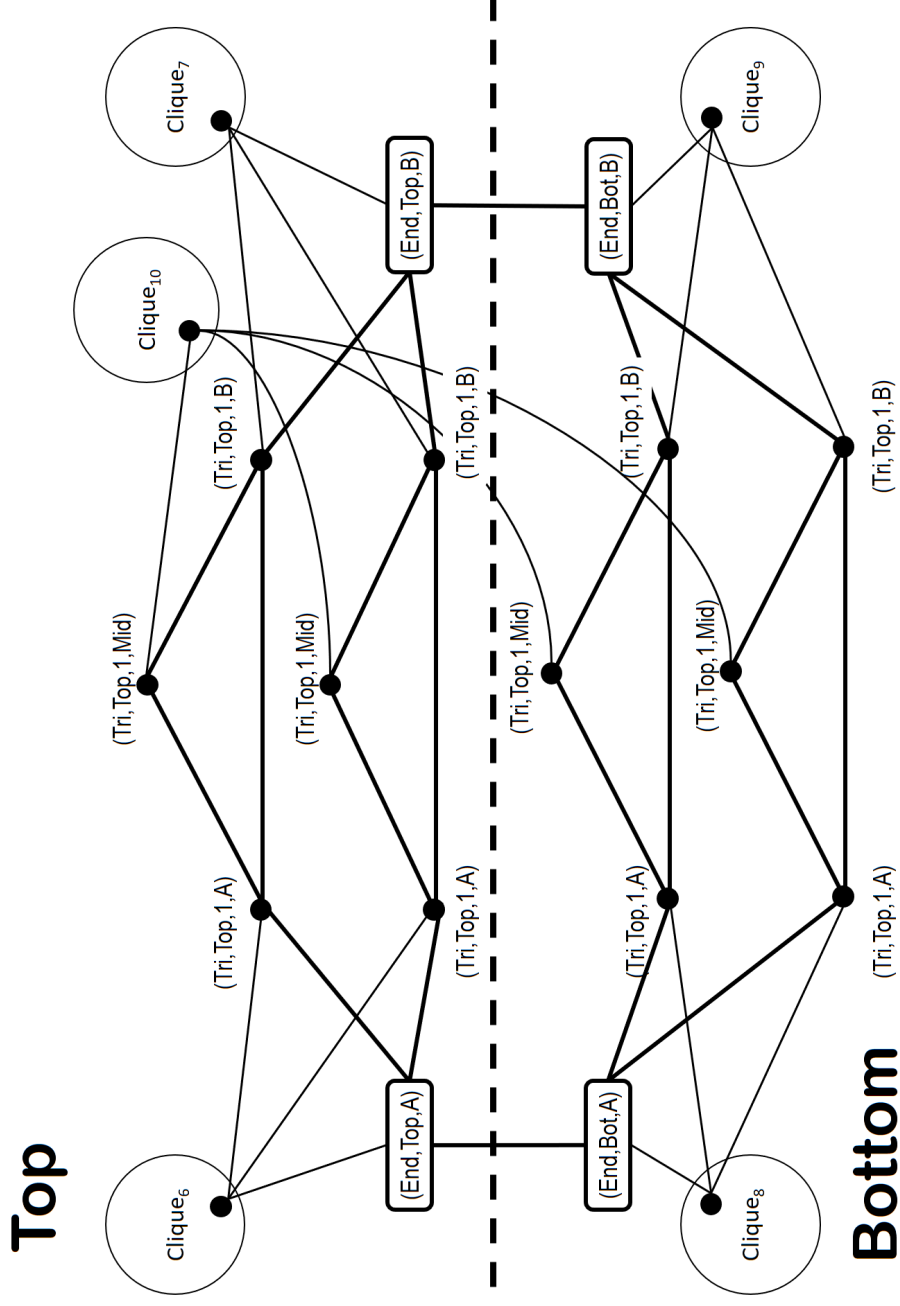 Top
Clique6
Clique7
Clique10
(Tri,Top,1,Mid)
(Tri,Top,1,A)
(Tri,Top,1,B)
(Tri,Top,1,Mid)
(End,Top,A)
(End,Top,B)
(Tri,Top,1,A)
(Tri,Top,1,B)
(Tri,Top,1,Mid)
(End,Bot,A)
(End,Bot,B)
(Tri,Top,1,A)
(Tri,Top,1,B)
(Tri,Top,1,Mid)
Clique8
Clique9
(Tri,Top,1,A)
(Tri,Top,1,B)
Bottom